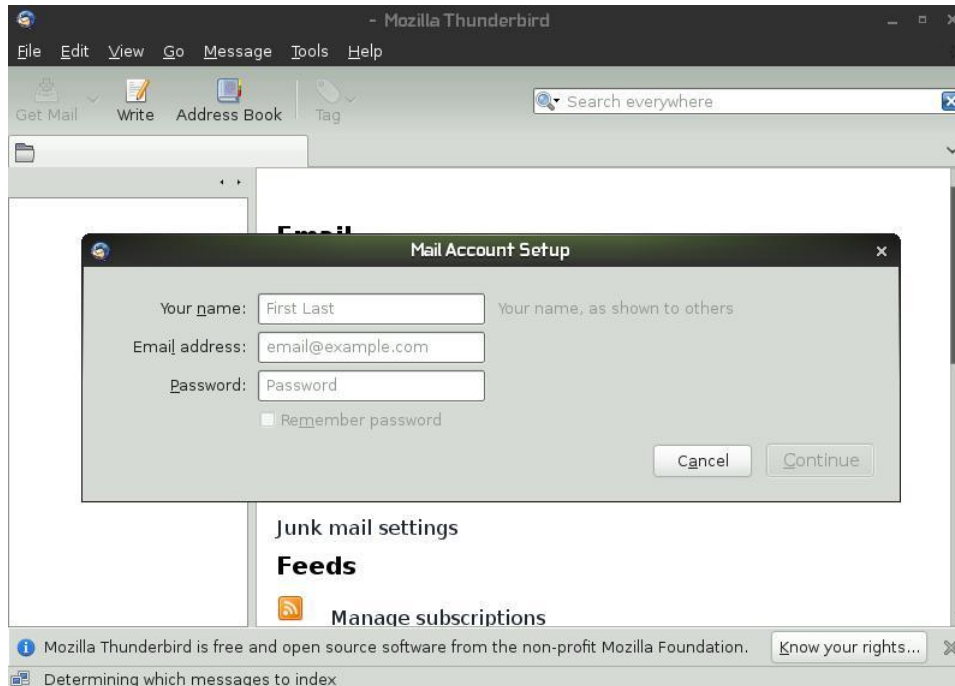 - Mozilla Thunderbird
File Edit View Go Message Tools Help
Get Mail Write Address Book Tag
Search everywhere
Email
Mail Account Setup
Your name: First Last Your name, as shown to others
Email address: email@example.com
Password: Password
Remember password
Cancel Continue
Junk mail settings
Feeds
Manage subscriptions
Mozilla Thunderbird is free and open source software from the non-profit Mozilla Foundation. Know your rights...
Determining which messages to index